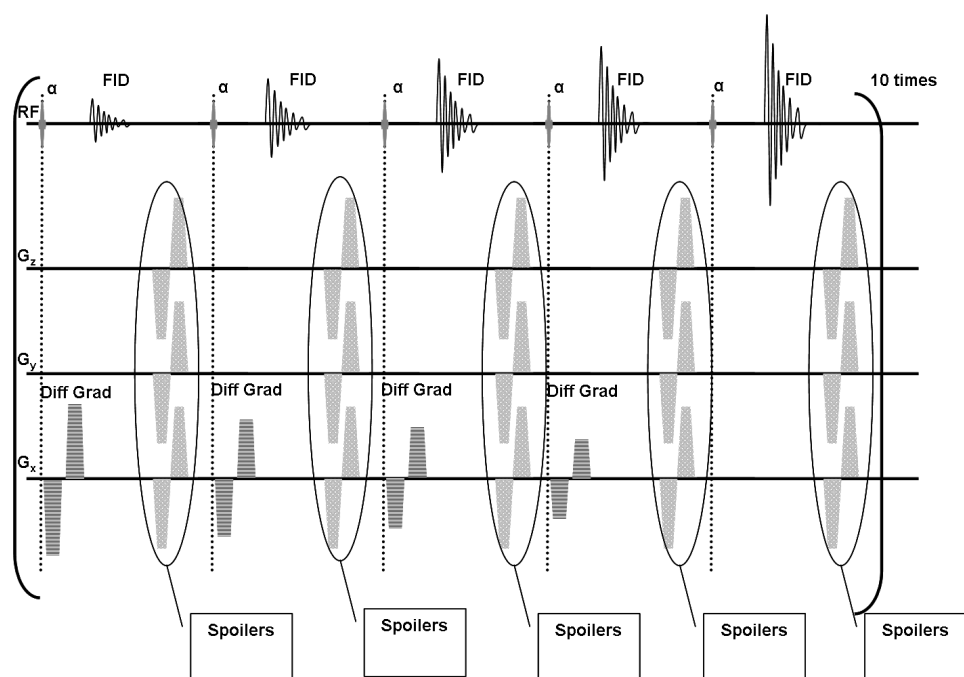 FID FID FID FID FID 10 times
α α α α α
RF
Gz
Gy
Diff Grad Diff Grad Diff Grad Diff Grad
Gx
Spoilers Spoilers Spoilers Spoilers Spoilers